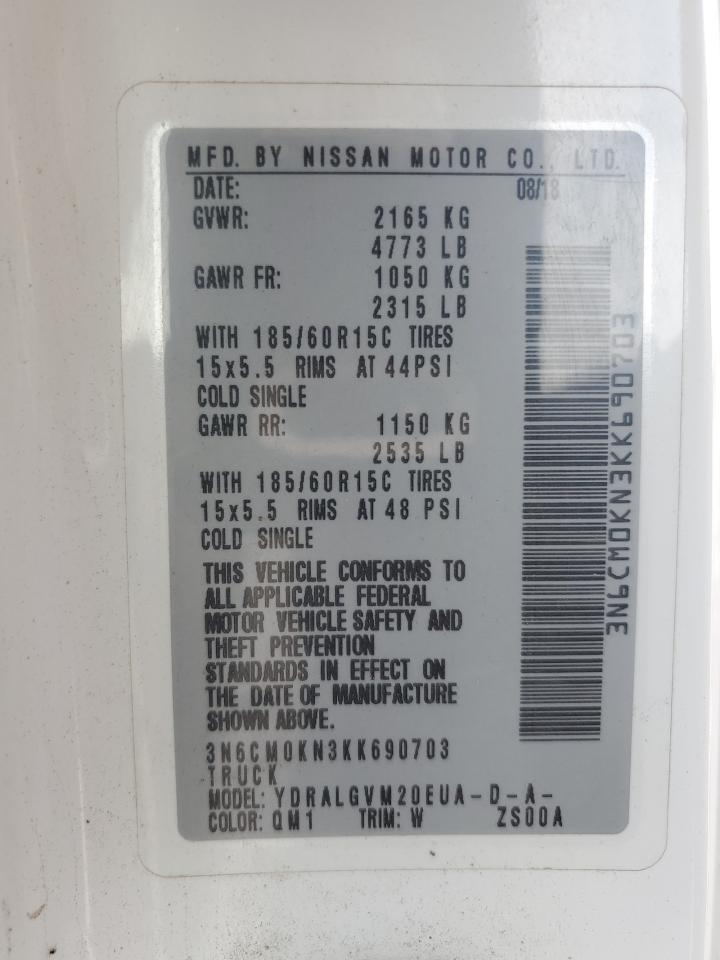 MFD. BY NISSAN MOTOR CO., LTD.
DATE: 08/18
GVWR: 2165 KG
4773 LB
GAWR FR: 1050 KG
2315 LB
WITH 185/60R15C TIRES
15x5.5 RIMS AT 44PSI
COLD SINGLE
GAWR RR: 1150 KG
2535 LB
WITH 185/60R15C TIRES
15x5.5 RIMS AT 48 PSI
COLD SINGLE
THIS VEHICLE CONFORMS TO
ALL APPLICABLE FEDERAL
MOTOR VEHICLE SAFETY AND
THEFT PREVENTION
STANDARDS IN EFFECT ON
THE DATE OF MANUFACTURE
SHOWN ABOVE.
3N6CM0KN3KK690703
TRUCK
MODEL: YDRALGVM20EUA-D-A-
COLOR: QM1 TRIM: W ZS00A
3N6CM0KN3KK690703